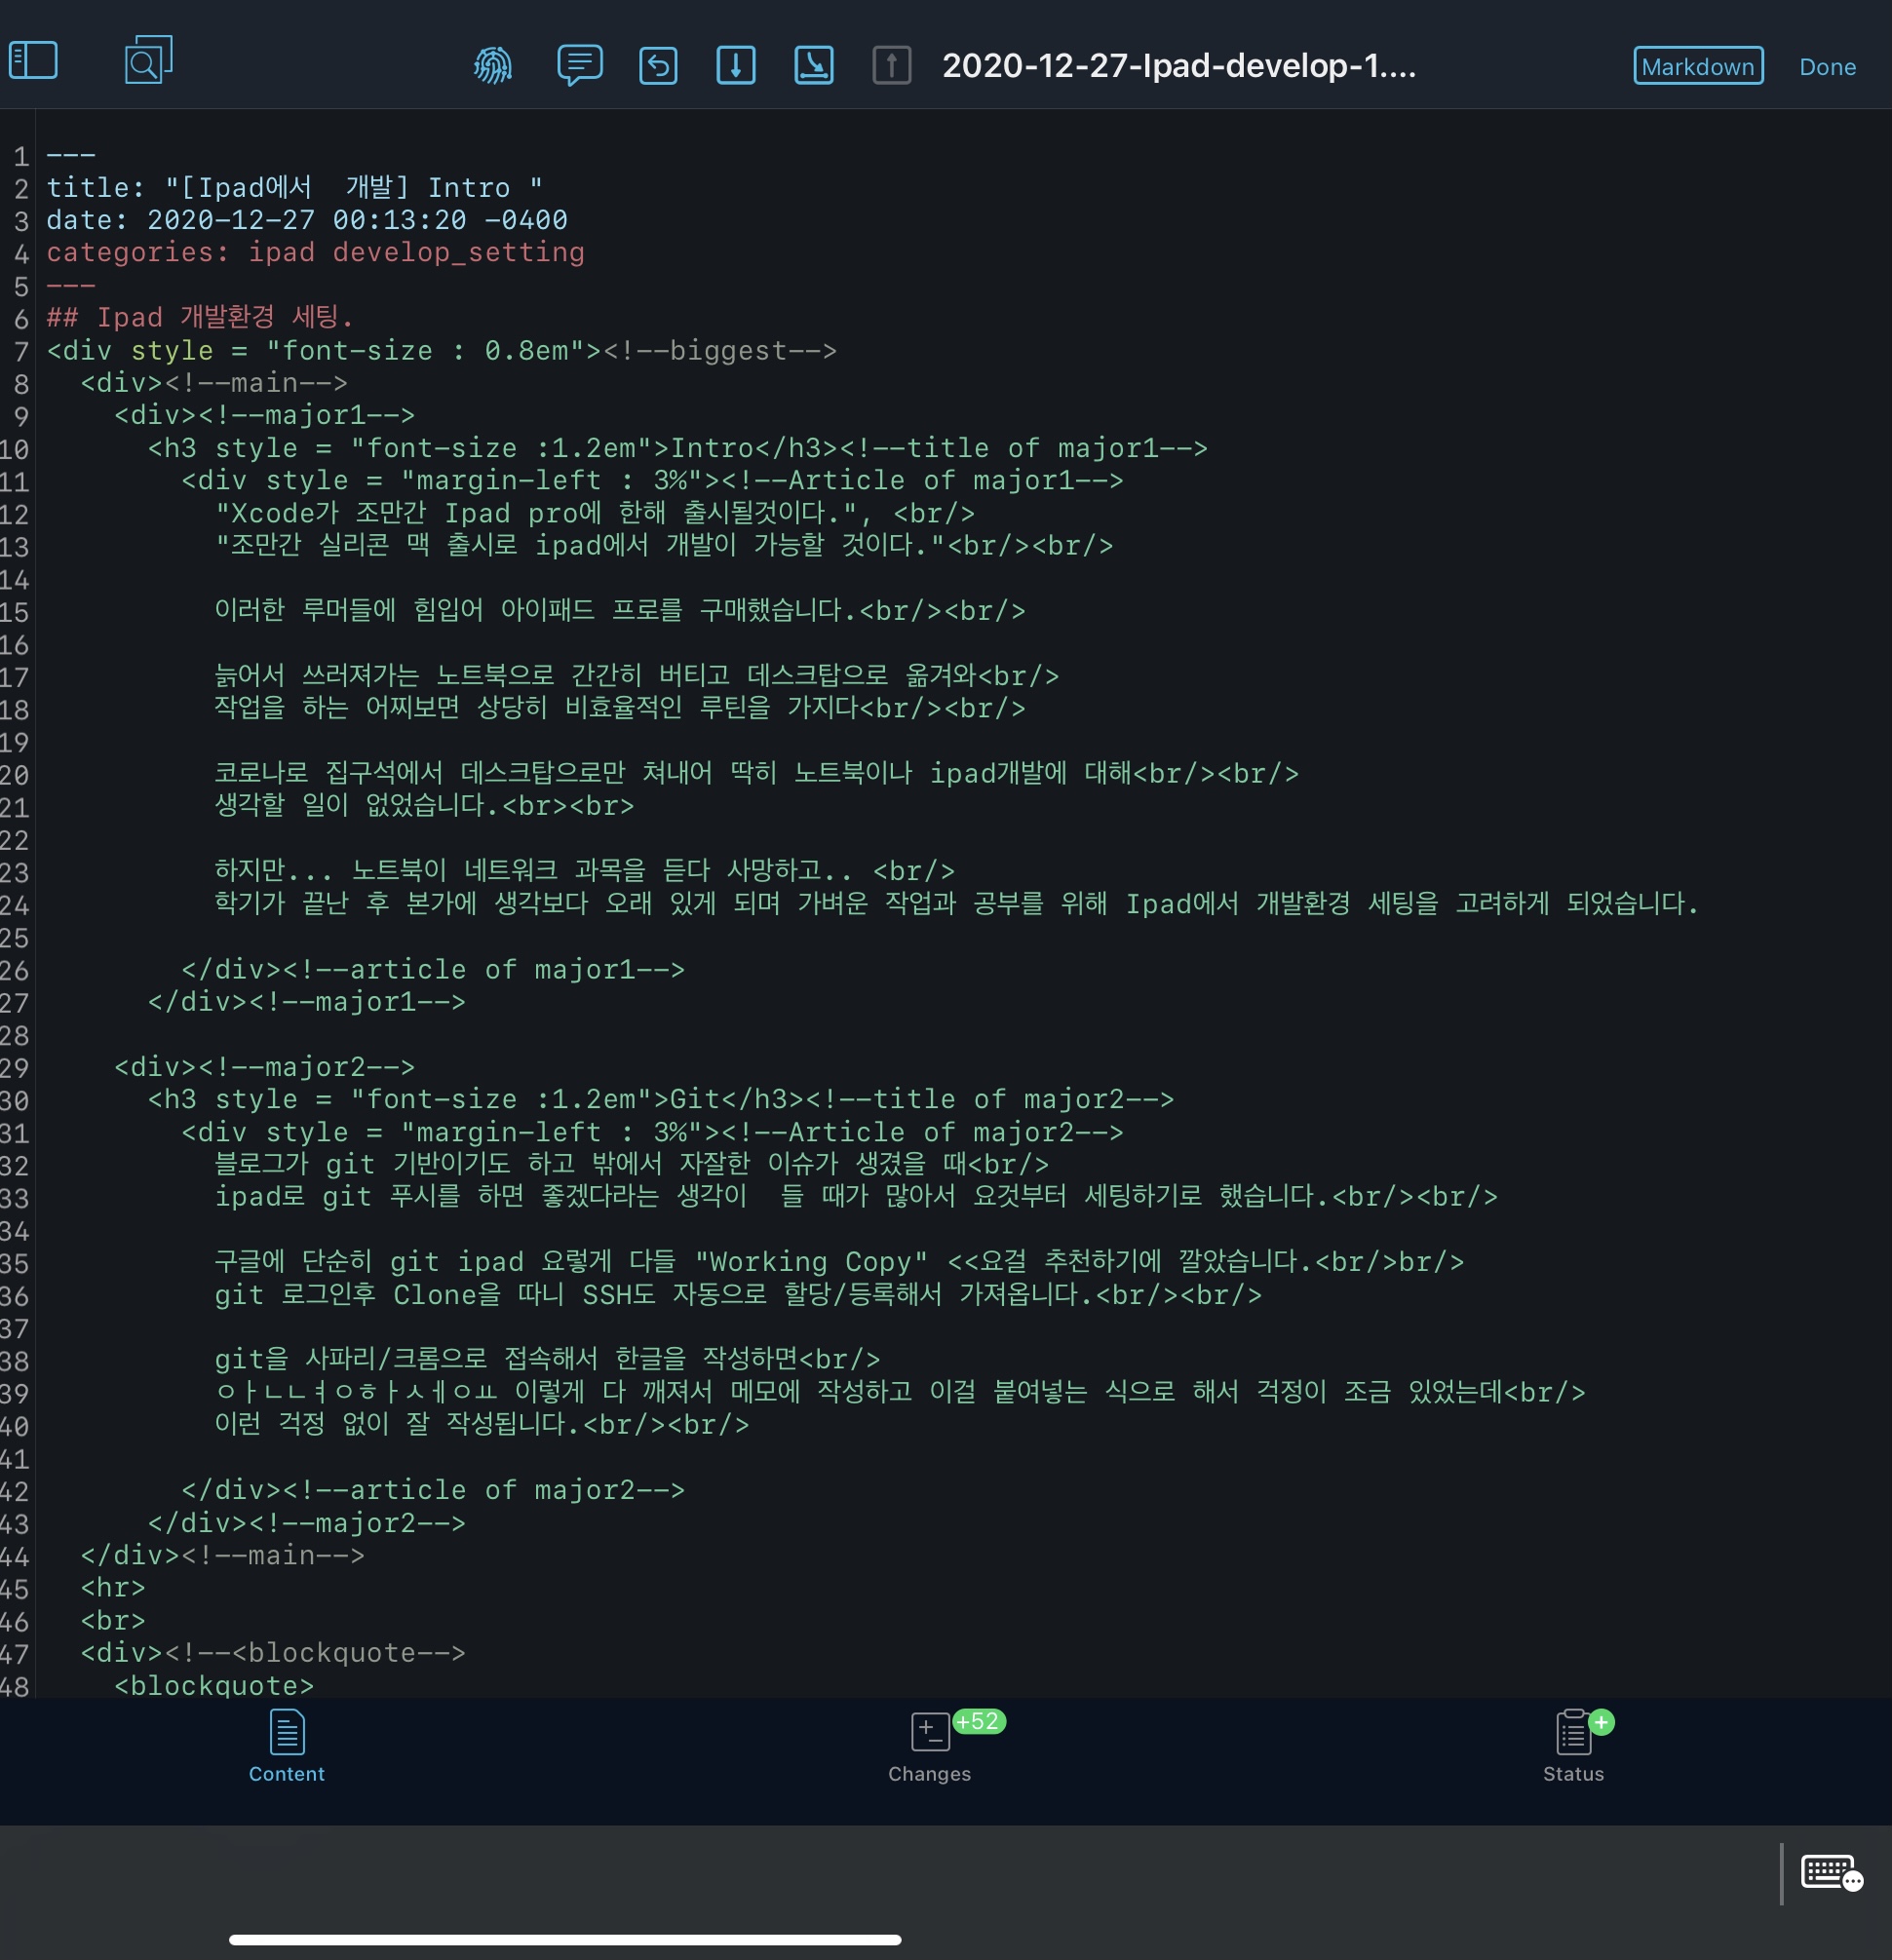 2020-12-27-Ipad-develop-1....
Markdown
Done
1 ---
2 title: "[Ipad에서  개발] Intro "
3 date: 2020-12-27 00:13:20 -0400
4 categories: ipad develop_setting
5 ---
6 ## Ipad 개발환경 세팅.
7 <div style = "font-size : 0.8em"><!--biggest-->
8   <div><!--main-->
9     <div><!--major1-->
10       <h3 style = "font-size :1.2em">Intro</h3><!--title of major1-->
11         <div style = "margin-left : 3%"><!--Article of major1-->
12           "Xcode가 조만간 Ipad pro에 한해 출시될것이다.", <br/>
13           "조만간 실리콘 맥 출시로 ipad에서 개발이 가능할 것이다."<br/><br/>
14
15           이러한 루머들에 힘입어 아이패드 프로를 구매했습니다.<br/><br/>
16
17           늙어서 쓰러져가는 노트북으로 간간히 버티고 데스크탑으로 옮겨와<br/>
18           작업을 하는 어찌보면 상당히 비효율적인 루틴을 가지다<br/><br/>
19
20           코로나로 집구석에서 데스크탑으로만 쳐내어 딱히 노트북이나 ipad개발에 대해<br/><br/>
21           생각할 일이 없었습니다.<br><br>
22
23           하지만... 노트북이 네트워크 과목을 듣다 사망하고.. <br/>
24           학기가 끝난 후 본가에 생각보다 오래 있게 되며 가벼운 작업과 공부를 위해 Ipad에서 개발환경 세팅을 고려하게 되었습니다.
25
26         </div><!--article of major1-->
27       </div><!--major1-->
28
29     <div><!--major2-->
30       <h3 style = "font-size :1.2em">Git</h3><!--title of major2-->
31         <div style = "margin-left : 3%"><!--Article of major2-->
32           블로그가 git 기반이기도 하고 밖에서 자잘한 이슈가 생겼을 때<br/>
33           ipad로 git 푸시를 하면 좋겠다라는 생각이  들 때가 많아서 요것부터 세팅하기로 했습니다.<br/><br/>
34
35           구글에 단순히 git ipad 요렇게 다들 "Working Copy" <<요걸 추천하기에 깔았습니다.<br/>br/>
36           git 로그인후 Clone을 따니 SSH도 자동으로 할당/등록해서 가져옵니다.<br/><br/>
37
38           git을 사파리/크롬으로 접속해서 한글을 작성하면<br/>
39           ㅇㅏㄴㄴㅕㅇㅎㅏㅅㅔㅇㅛ 이렇게 다 깨져서 메모에 작성하고 이걸 붙여넣는 식으로 해서 걱정이 조금 있었는데<br/>
40           이런 걱정 없이 잘 작성됩니다.<br/><br/>
41
42         </div><!--article of major2-->
43       </div><!--major2-->
44   </div><!--main-->
45   <hr>
46   <br>
47   <div><!--<blockquote-->
48     <blockquote>
+52
Content
Changes
Status